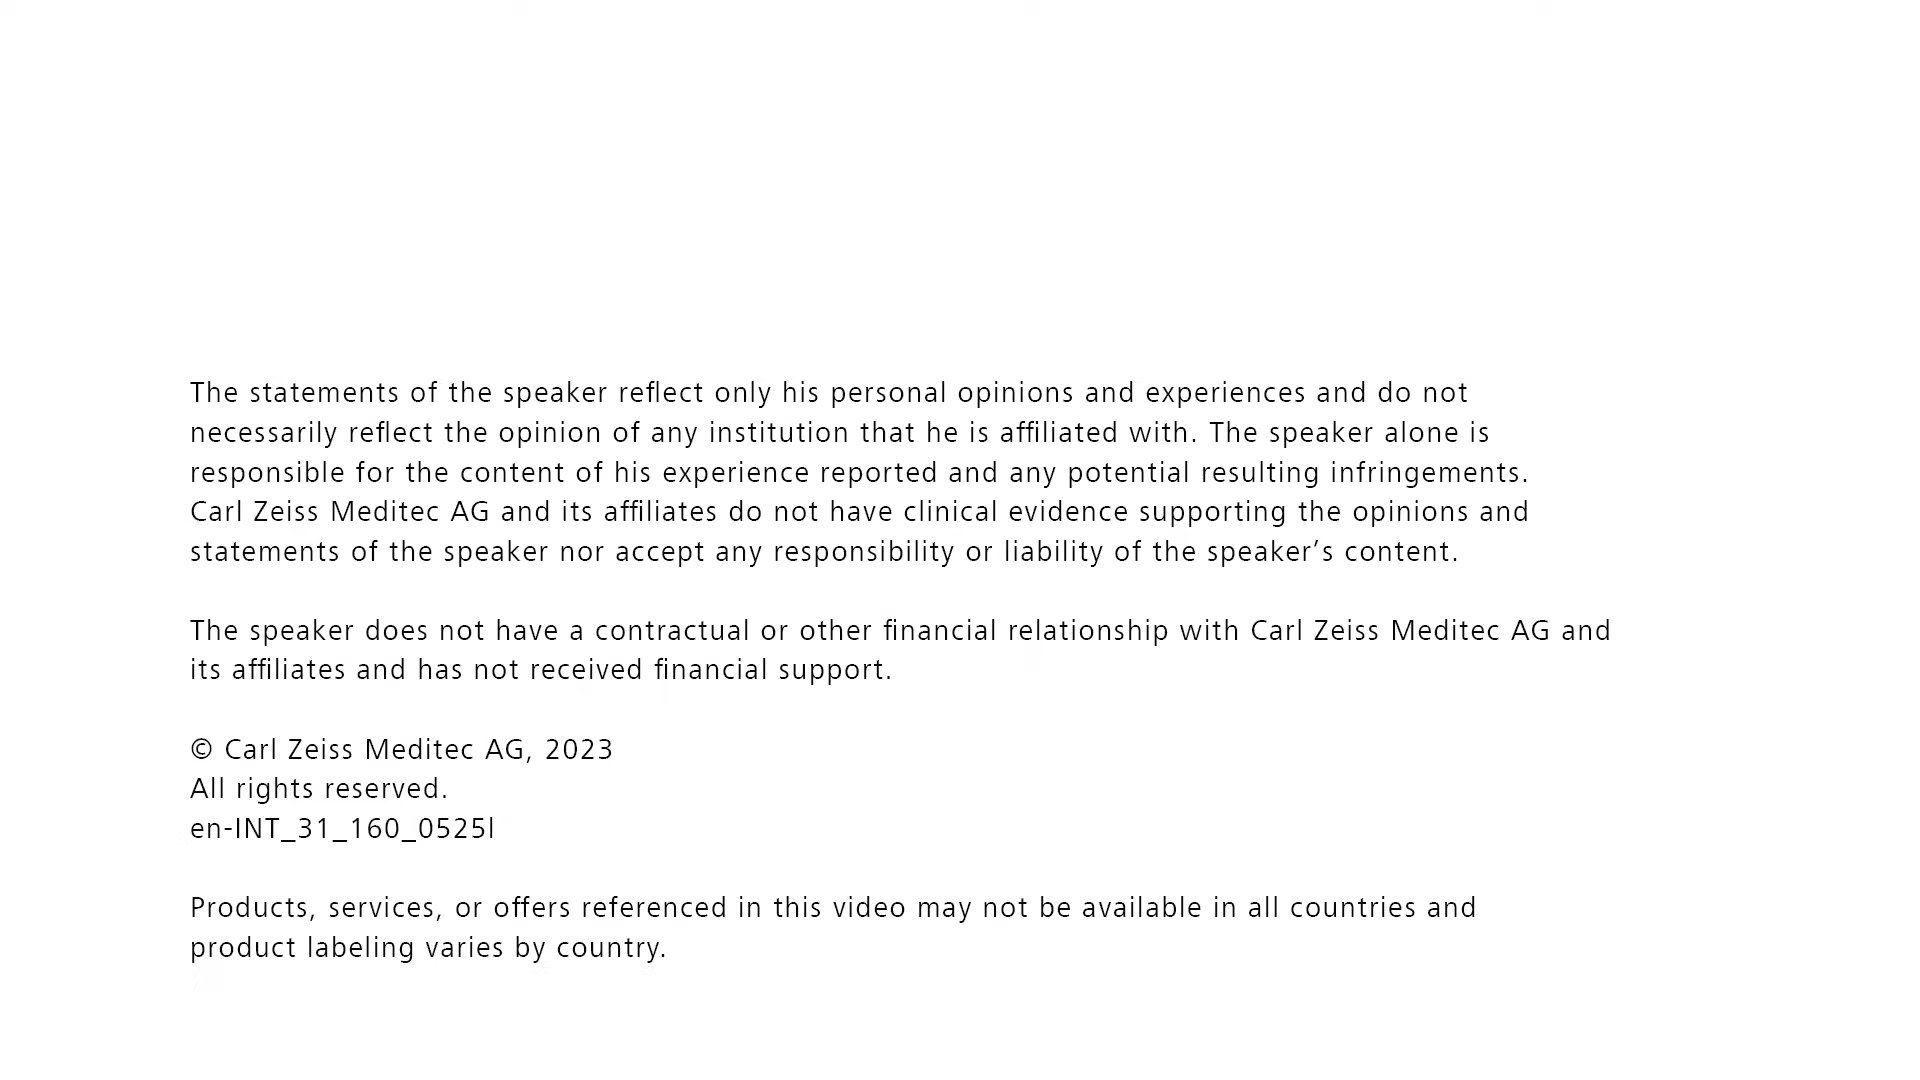 The statements of the speaker reflect only his personal opinions and experiences and do not
necessarily reflect the opinion of any institution that he is affiliated with. The speaker alone is
responsible for the content of his experience reported and any potential resulting infringements.
Carl Zeiss Meditec AG and its affiliates do not have clinical evidence supporting the opinions and
statements of the speaker nor accept any responsibility or liability of the speaker’s content.
The speaker does not have a contractual or other financial relationship with Carl Zeiss Meditec AG and
its affiliates and has not received financial support.
© Carl Zeiss Meditec AG, 2023
All rights reserved.
en-INT_31_160_0525l
Products, services, or offers referenced in this video may not be available in all countries and
product labeling varies by country.